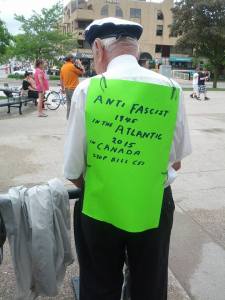 ANTI FASCIST
1945
IN THE
ATLANTIC
2015
IN CANADA
STOP BILL C51